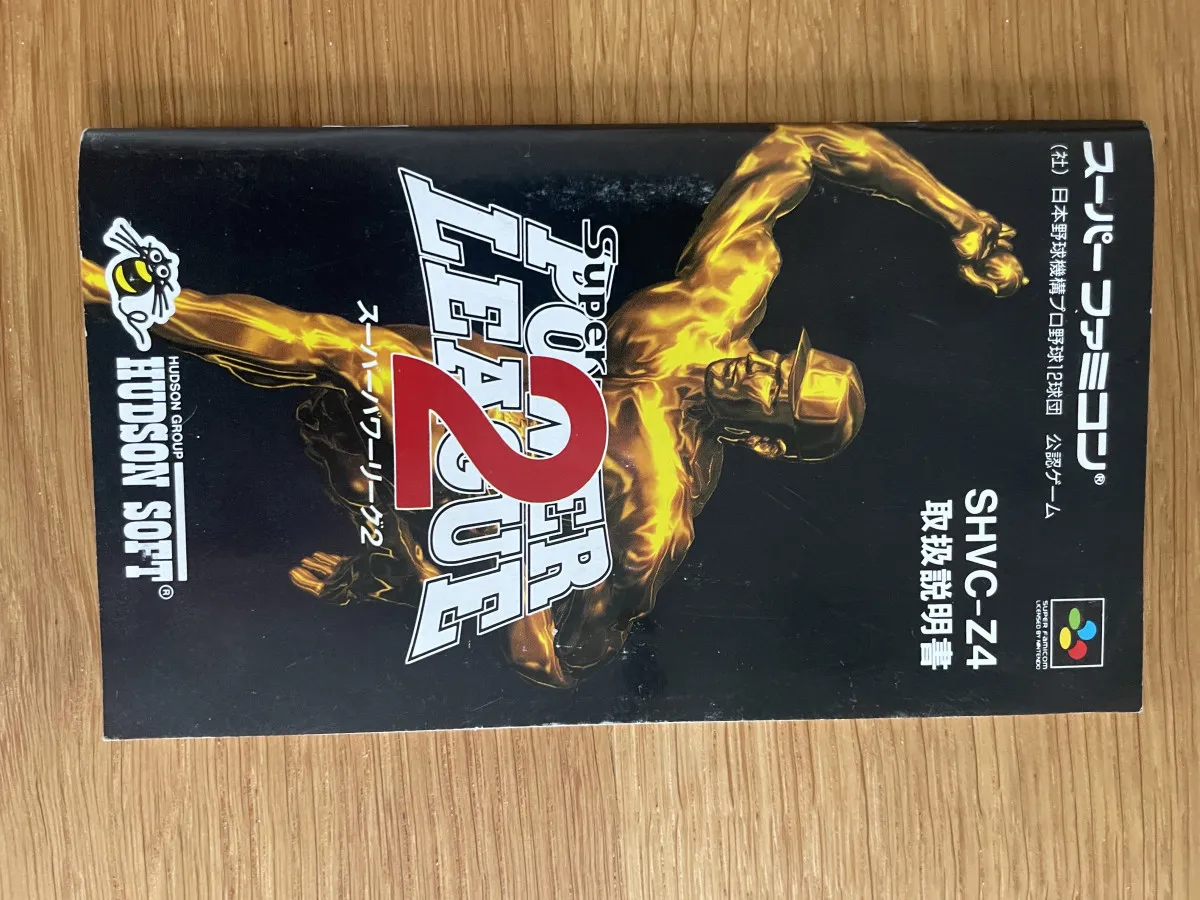 スーパーファミコン®
(社)日本野球機構プロ野球12球団 公認ゲーム
SUPER FAMICOM
LICENSED BY NINTENDO
SHVC-Z4
取扱説明書
SUPER
POWER
LEAGUE
2
スーパーパワーリーグ2
HUDSON GROUP
HUDSON SOFT®